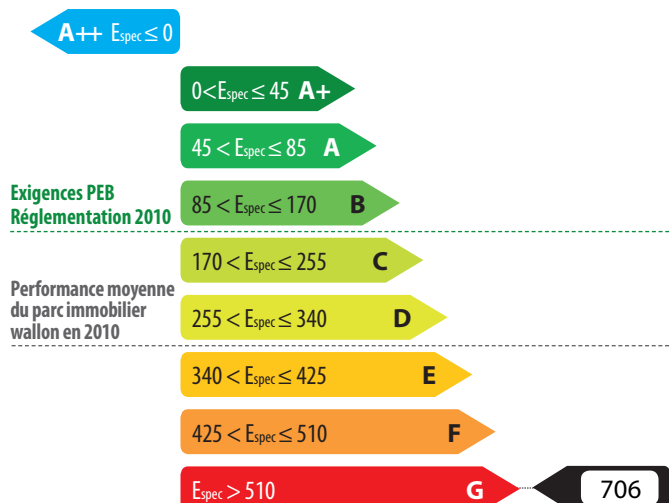 A++ Espec ≤ 0
0<Espec ≤ 45 A+
45 < Espec ≤ 85 A
Exigences PEB
Réglementation 2010
85 < Espec ≤ 170 B
170 < Espec ≤ 255 C
Performance moyenne
du parc immobilier
wallon en 2010
255 < Espec ≤ 340 D
340 < Espec ≤ 425 E
425 < Espec ≤ 510 F
Espec > 510 G 706